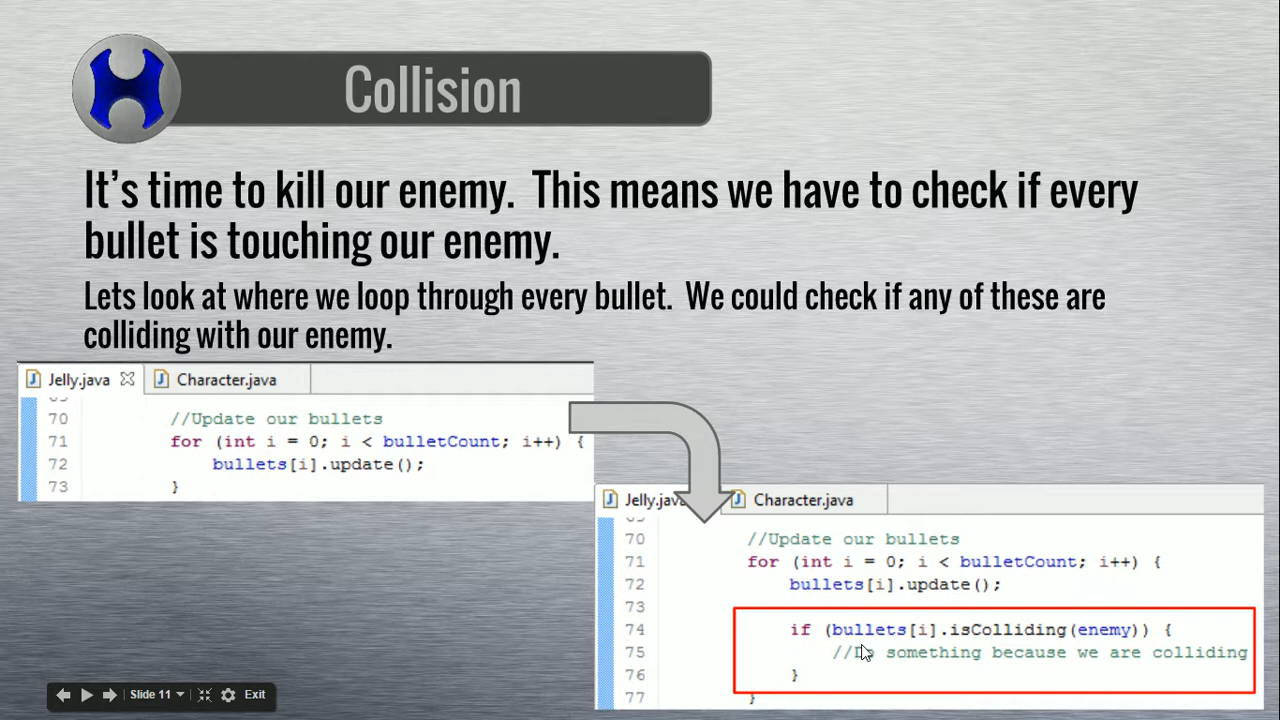 Collision
It's time to kill our enemy. This means we have to check if every
bullet is touching our enemy.
Lets look at where we loop through every bullet. We could check if any of these are
colliding with our enemy.
Jelly.java Character.java
70 //Update our bullets
71 for (int i = 0; i < bulletCount; i++) {
72 bullets[i].update();
73 }
Character.java
70 //Update our bullets
71 for (int i = 0; i < bulletCount; i++) {
72 bullets[i].update();
73
74 if (bullets[i].isColliding(enemy)) {
75 //Do something because we are colliding
76 }
77 }
Slide 11 Exit